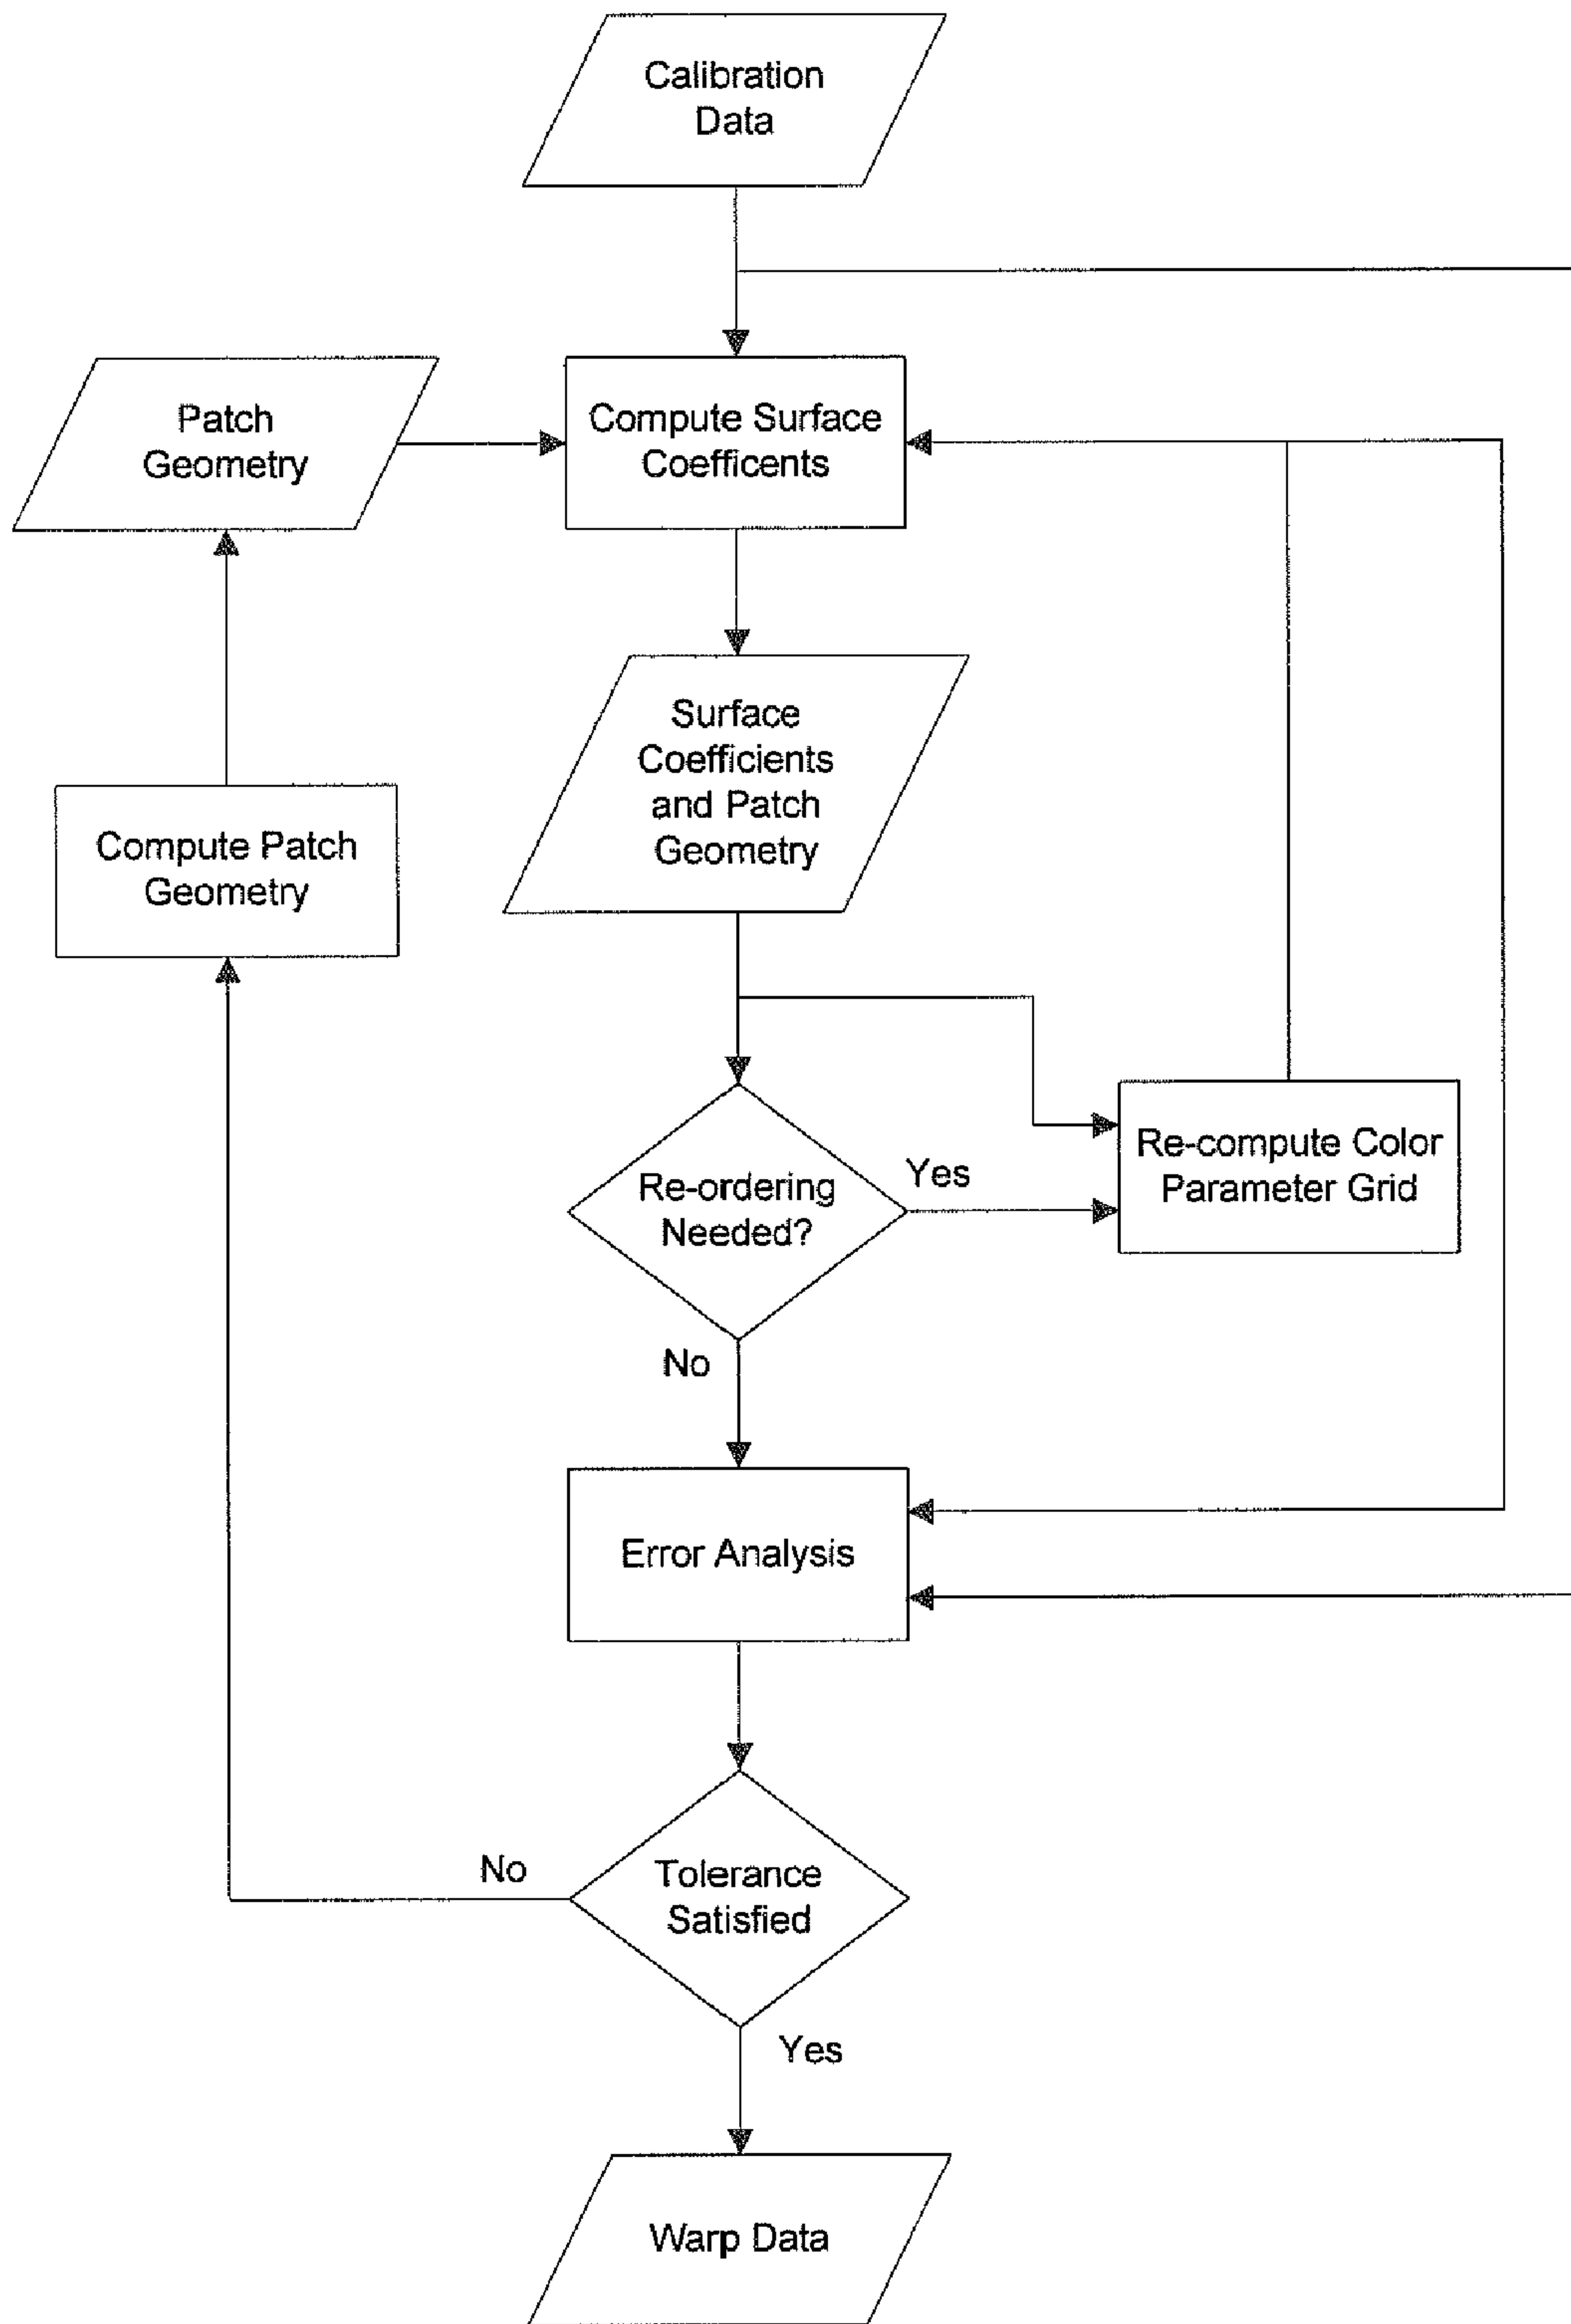 Calibration
Data
Patch
Geometry
Compute Surface
Coefficents
Surface
Coefficients
and Patch
Geometry
Compute Patch
Geometry
Re-compute Color
Parameter Grid
Re-ordering
Needed?
Yes
No
Error Analysis
Tolerance
Satisfied
No
Yes
Warp Data